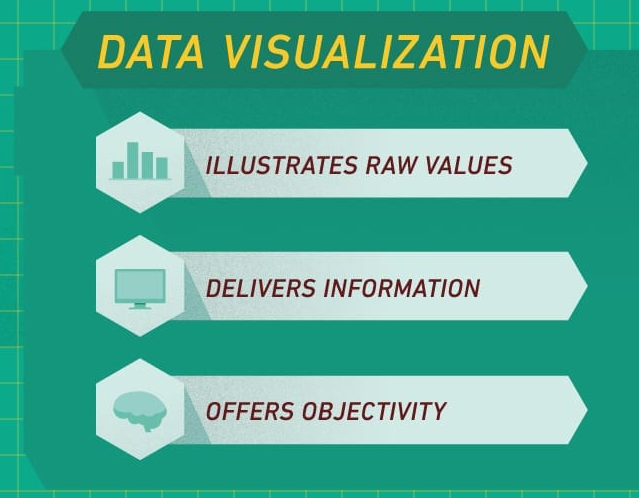 DATA VISUALIZATION
ILLUSTRATES RAW VALUES
DELIVERS INFORMATION
OFFERS OBJECTIVITY